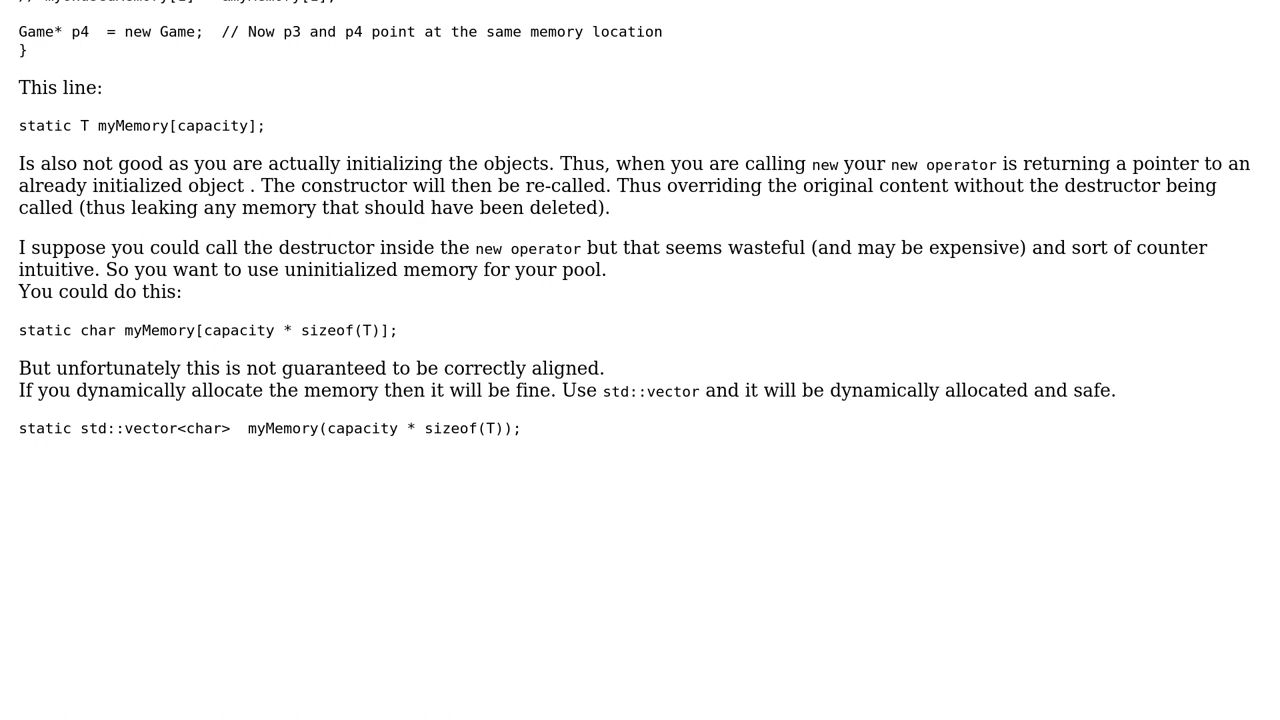 Game* p4  = new Game;  // Now p3 and p4 point at the same memory location
}
This line:
static T myMemory[capacity];
Is also not good as you are actually initializing the objects. Thus, when you are calling new your new operator is returning a pointer to an
already initialized object . The constructor will then be re-called. Thus overriding the original content without the destructor being
called (thus leaking any memory that should have been deleted).
I suppose you could call the destructor inside the new operator but that seems wasteful (and may be expensive) and sort of counter
intuitive. So you want to use uninitialized memory for your pool.
You could do this:
static char myMemory[capacity * sizeof(T)];
But unfortunately this is not guaranteed to be correctly aligned.
If you dynamically allocate the memory then it will be fine. Use std::vector and it will be dynamically allocated and safe.
static std::vector<char>  myMemory(capacity * sizeof(T));